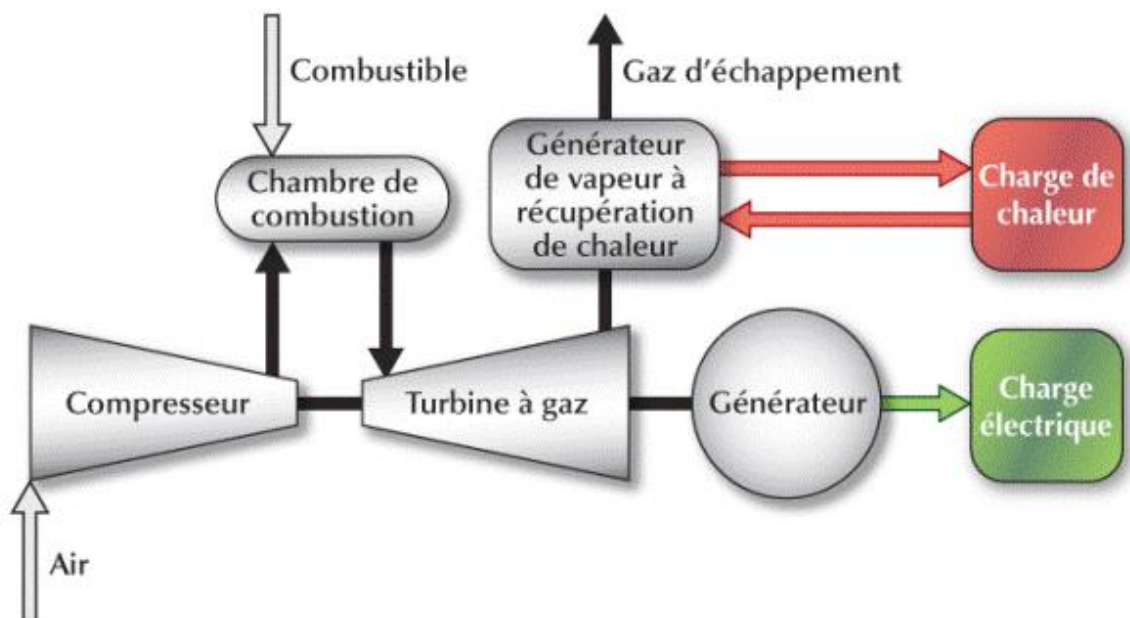 Combustible
Gaz d'échappement
Chambre de
combustion
Générateur
de vapeur à
récupération
de chaleur
Charge de
chaleur
Compresseur
Turbine à gaz
Générateur
Charge
électrique
Air